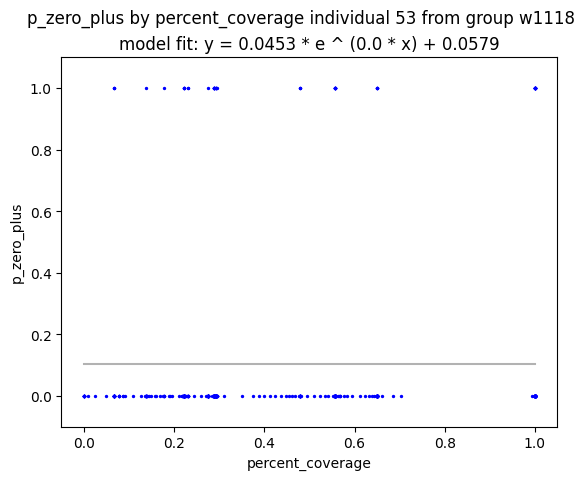 p_zero_plus by percent_coverage individual 53 from group w1118
model fit: y = 0.0453 * e ^ (0.0 * x) + 0.0579
1.0
0.8
0.6
0.4
0.2
0.0
p_zero_plus
0.0 0.2 0.4 0.6 0.8 1.0
percent_coverage